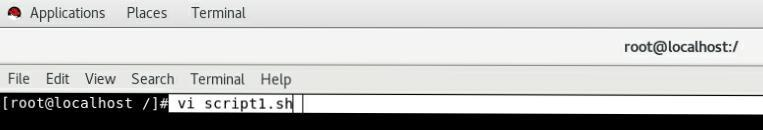 Applications Places Terminal
root@localhost:/
File Edit View Search Terminal Help
[root@localhost /]# vi script1.sh